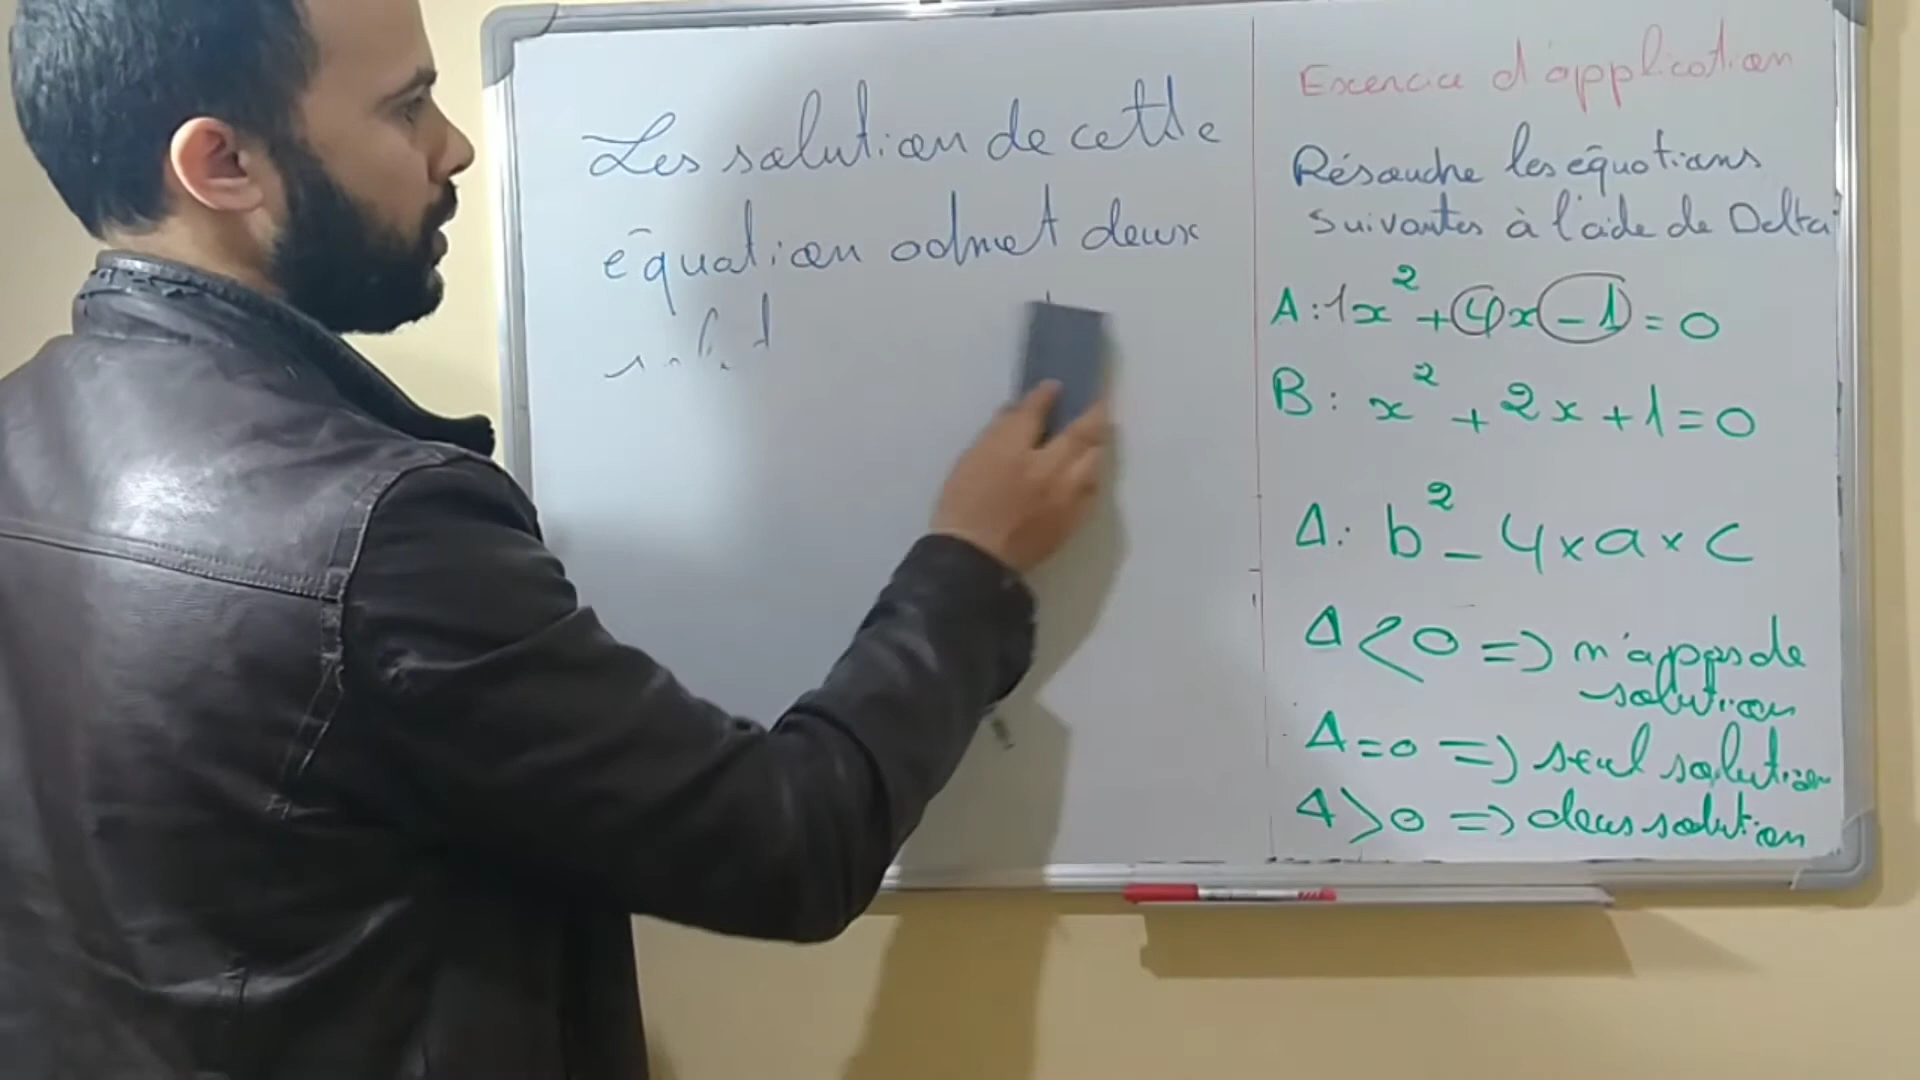 Les solution de cette
équation admet deux
Exercice d'application
Résoudre les équations
suivantes à l'aide de Delta
A: 1x² + 4x - 1 = 0
B: x² + 2x + 1 = 0
Δ: b² - 4 x a x c
Δ < 0 => n'a pas de
solution
Δ = 0 => seul solution
Δ > 0 => deux solution